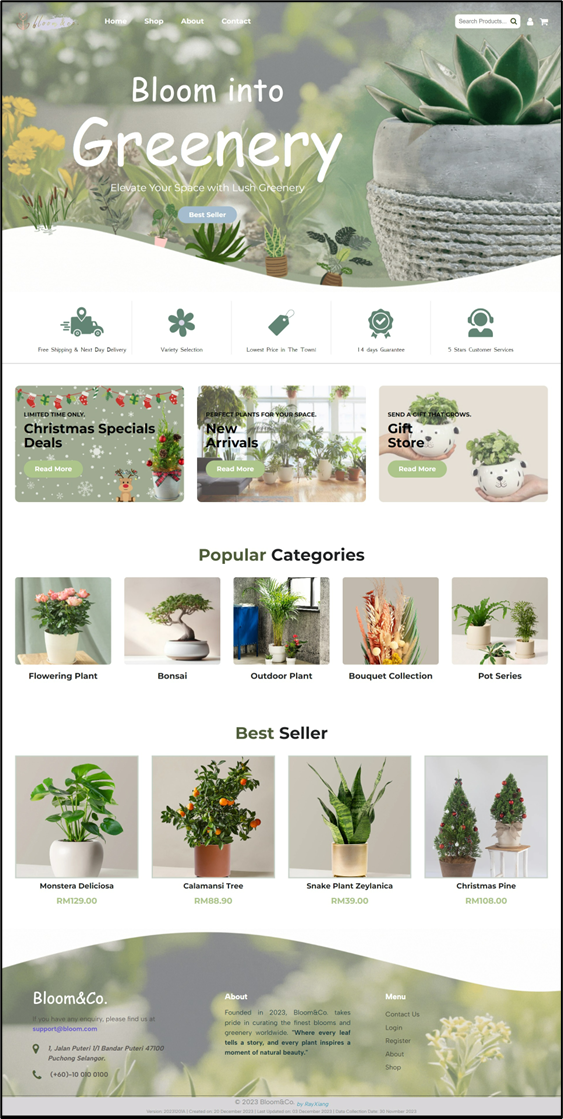 Home Shop About Contact Search Products...
Bloom into
Greenery
Elevate Your Space with Lush Greenery
Best Seller
Free Shipping & Next Day Delivery
Variety Selection
Lowest Price in The Town!
14 days Guarantee
5 Stars Customer Services
LIMITED TIME ONLY.
Christmas Specials
Deals
Read More
PERFECT PLANTS FOR YOUR SPACE.
New
Arrivals
Read More
SEND A GIFT THAT GROWS.
Gift
Store
Read More
Popular Categories
Flowering Plant
Bonsai
Outdoor Plant
Bouquet Collection
Pot Series
Best Seller
Monstera Deliciosa
RM129.00
Calamansi Tree
RM88.90
Snake Plant Zeylanica
RM39.00
Christmas Pine
RM108.00
Bloom&Co.
If you have any enquiry, please find us at:
support@bloom.com
1, Jalan Puteri 1/1 Bandar Puteri 47100
Puchong Selangor.
(+60)-10 010 0100
About
Founded in 2023, Bloom&Co. takes
pride in curating the finest blooms and
greenery worldwide. "Where every leaf
tells a story, and every plant inspires a
moment of natural beauty."
Menu
Contact Us
Login
Register
About
Shop
© 2023 Bloom&Co. by RayKiang